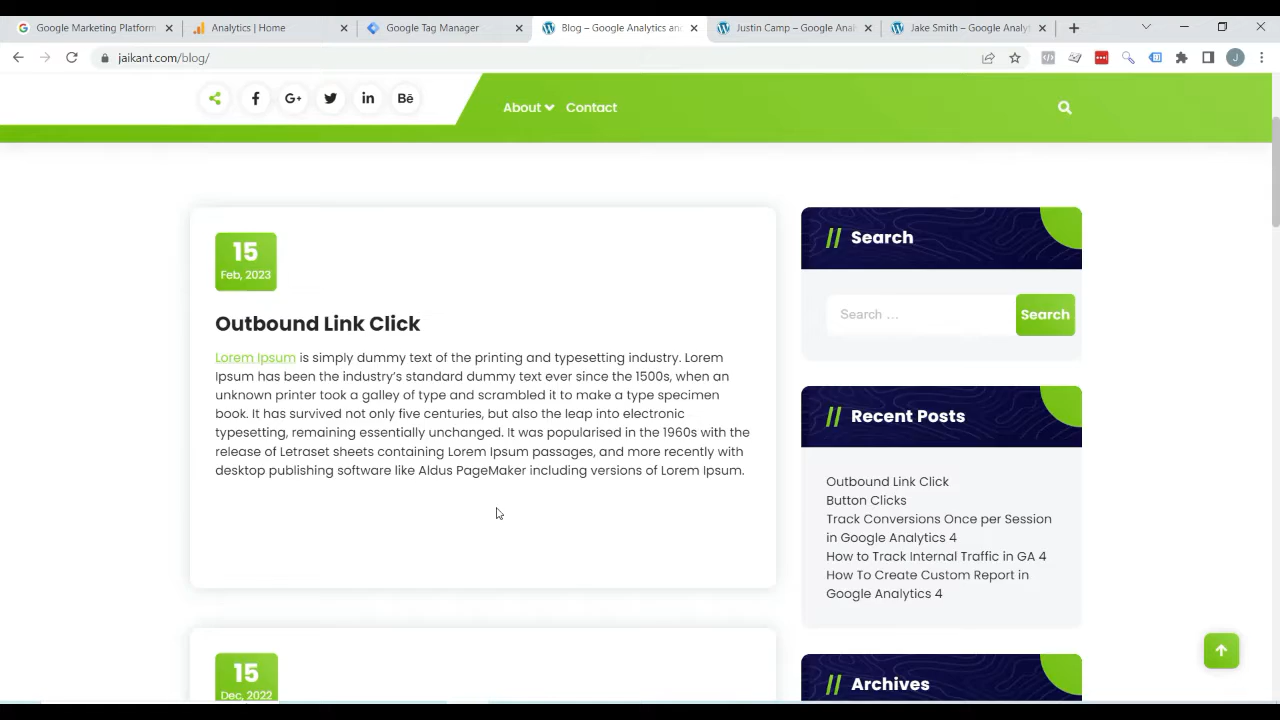 Google Marketing Platform
Analytics | Home
Google Tag Manager
Blog – Google Analytics and
Justin Camp – Google Anal
Jake Smith – Google Analyt
jaikant.com/blog/
J
G+
in
Bē
About
Contact
15
Feb, 2023
Outbound Link Click
Lorem Ipsum is simply dummy text of the printing and typesetting industry. Lorem
Ipsum has been the industry’s standard dummy text ever since the 1500s, when an
unknown printer took a galley of type and scrambled it to make a type specimen
book. It has survived not only five centuries, but also the leap into electronic
typesetting, remaining essentially unchanged. It was popularised in the 1960s with the
release of Letraset sheets containing Lorem Ipsum passages, and more recently with
desktop publishing software like Aldus PageMaker including versions of Lorem Ipsum.
15
Dec, 2022
// Search
Search …
Search
// Recent Posts
Outbound Link Click
Button Clicks
Track Conversions Once per Session
in Google Analytics 4
How to Track Internal Traffic in GA 4
How To Create Custom Report in
Google Analytics 4
// Archives